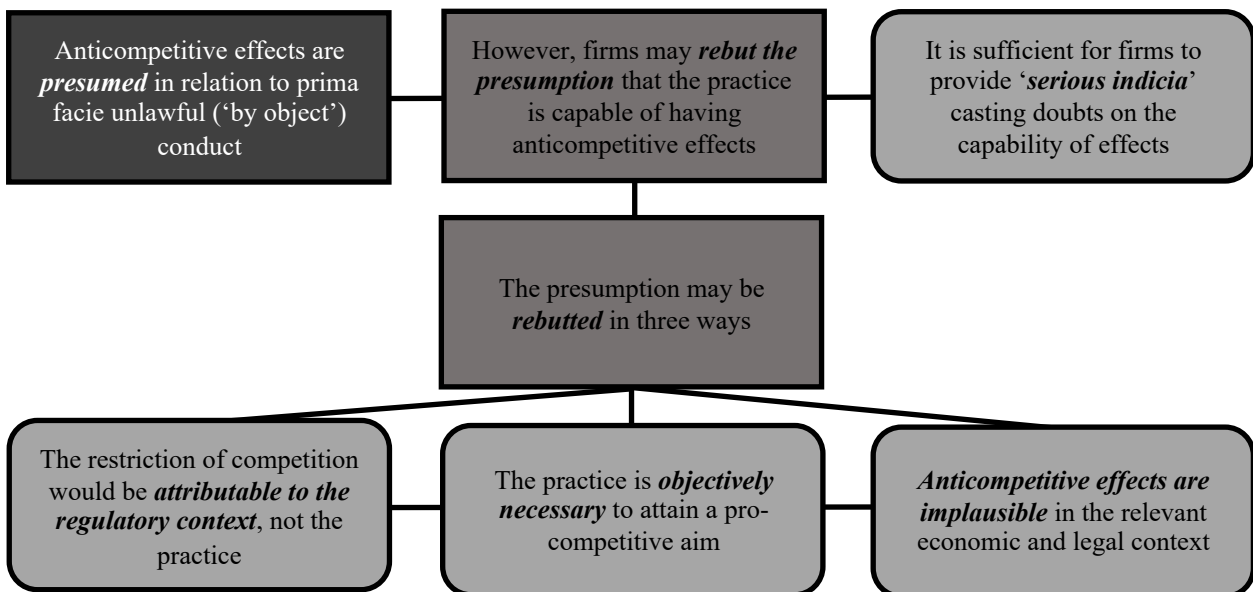 Anticompetitive effects are
presumed in relation to prima
facie unlawful (‘by object’)
conduct
However, firms may rebut the
presumption that the practice
is capable of having
anticompetitive effects
It is sufficient for firms to
provide ‘serious indicia’
casting doubts on the
capability of effects
The presumption may be
rebutted in three ways
The restriction of competition
would be attributable to the
regulatory context, not the
practice
The practice is objectively
necessary to attain a pro-
competitive aim
Anticompetitive effects are
implausible in the relevant
economic and legal context